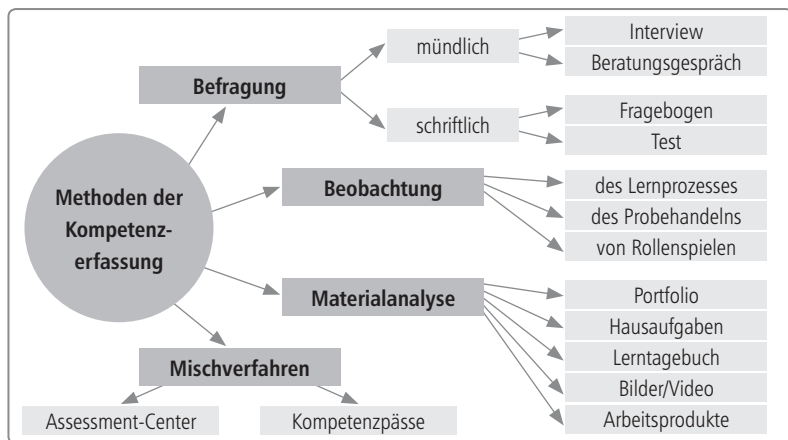 Methoden der
Kompetenz-
erfassung
Befragung
mündlich
Interview
Beratungsgespräch
schriftlich
Fragebogen
Test
Beobachtung
des Lernprozesses
des Probehandelns
von Rollenspielen
Materialanalyse
Portfolio
Hausaufgaben
Lerntagebuch
Bilder/Video
Arbeitsprodukte
Mischverfahren
Assessment-Center
Kompetenzpässe